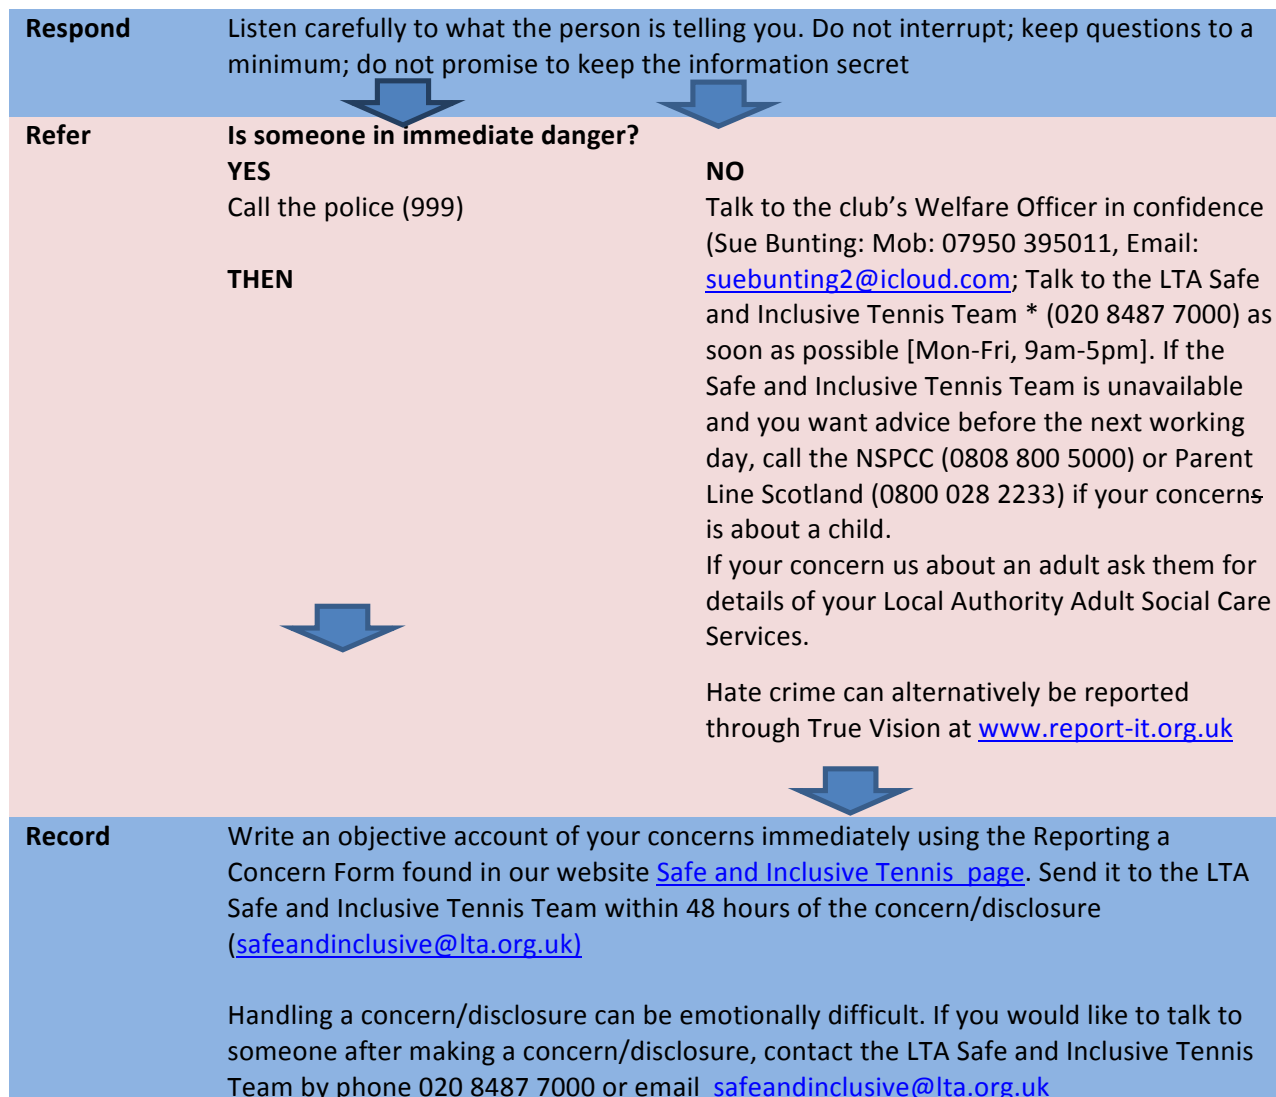 Respond
Listen carefully to what the person is telling you. Do not interrupt; keep questions to a
minimum; do not promise to keep the information secret
Refer
Is someone in immediate danger?
YES
Call the police (999)
THEN
NO
Talk to the club’s Welfare Officer in confidence
(Sue Bunting: Mob: 07950 395011, Email:
suebunting2@icloud.com; Talk to the LTA Safe
and Inclusive Tennis Team * (020 8487 7000) as
soon as possible [Mon-Fri, 9am-5pm]. If the
Safe and Inclusive Tennis Team is unavailable
and you want advice before the next working
day, call the NSPCC (0808 800 5000) or Parent
Line Scotland (0800 028 2233) if your concerns
is about a child.
If your concern us about an adult ask them for
details of your Local Authority Adult Social Care
Services.
Hate crime can alternatively be reported
through True Vision at www.report-it.org.uk
Record
Write an objective account of your concerns immediately using the Reporting a
Concern Form found in our website Safe and Inclusive Tennis  page. Send it to the LTA
Safe and Inclusive Tennis Team within 48 hours of the concern/disclosure
(safeandinclusive@lta.org.uk)
Handling a concern/disclosure can be emotionally difficult. If you would like to talk to
someone after making a concern/disclosure, contact the LTA Safe and Inclusive Tennis
Team by phone 020 8487 7000 or email  safeandinclusive@lta.org.uk